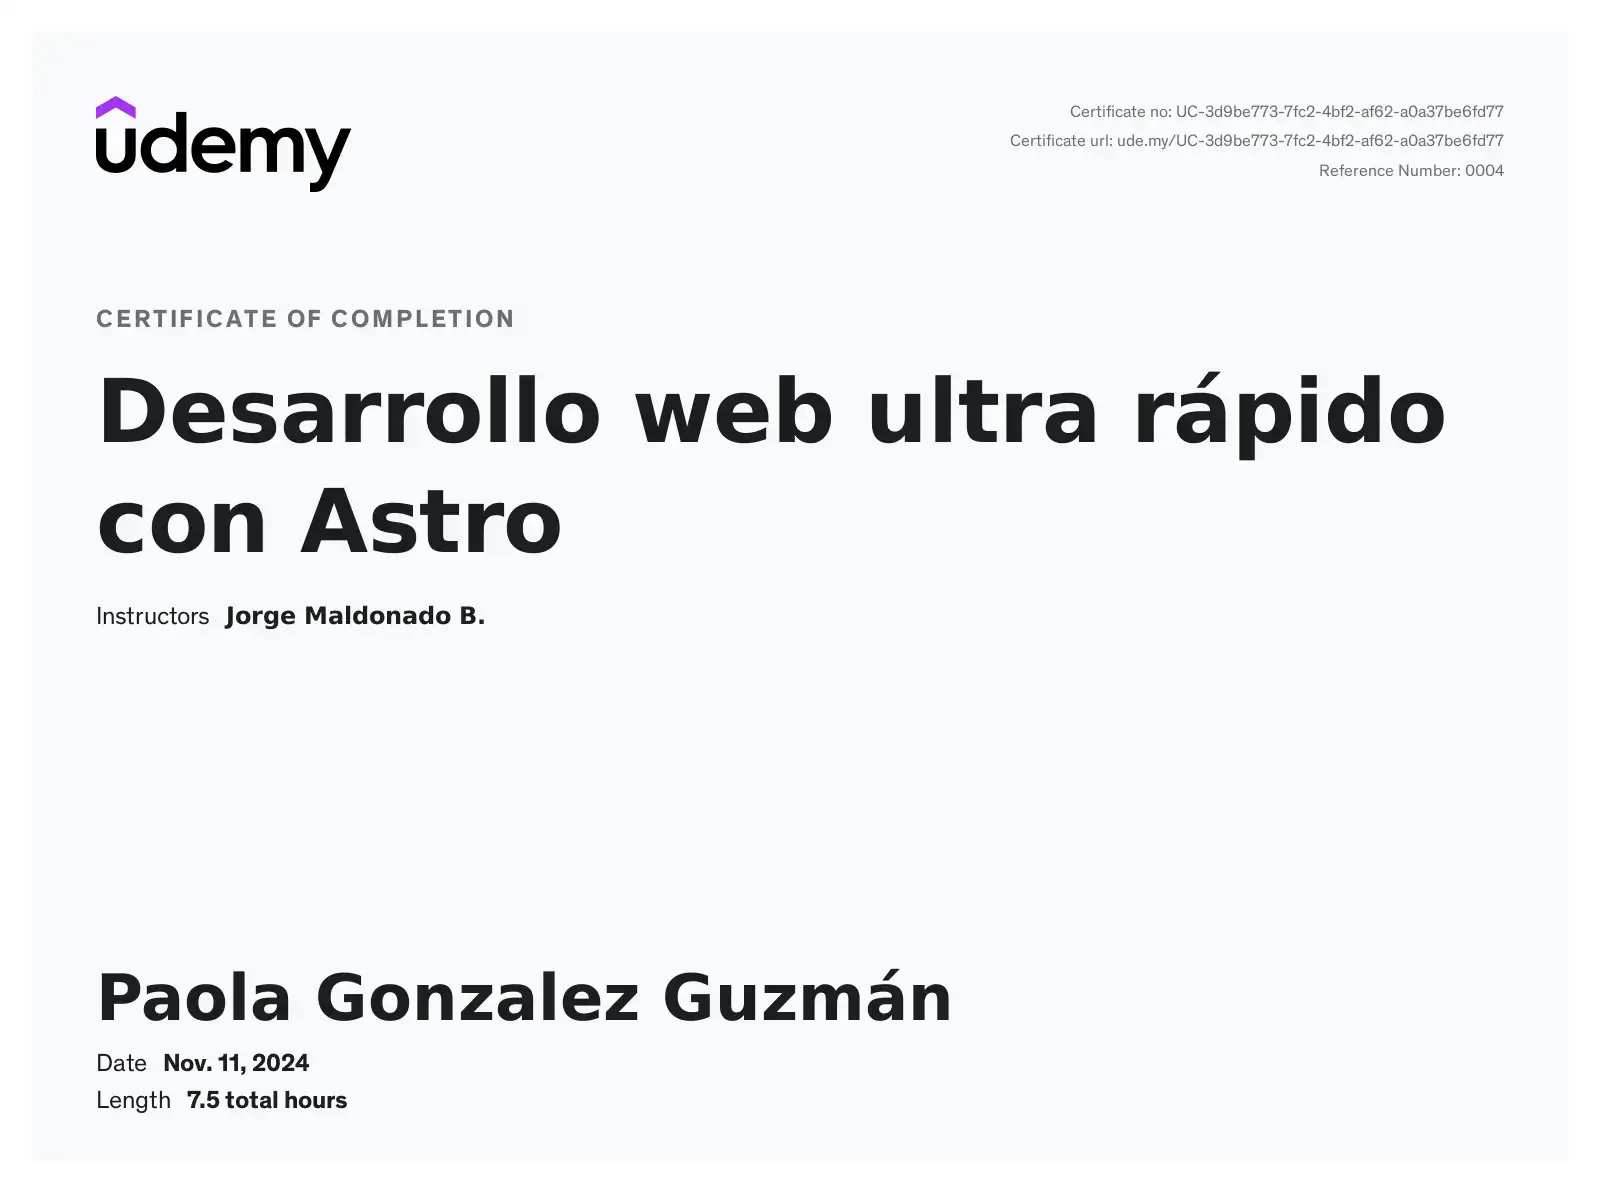 udemy
Certificate no: UC-3d9be773-7fc2-4bf2-af62-a0a37be6fd77
Certificate url: ude.my/UC-3d9be773-7fc2-4bf2-af62-a0a37be6fd77
Reference Number: 0004
CERTIFICATE OF COMPLETION
Desarrollo web ultra rápido
con Astro
Instructors Jorge Maldonado B.
Paola Gonzalez Guzmán
Date Nov. 11, 2024
Length 7.5 total hours